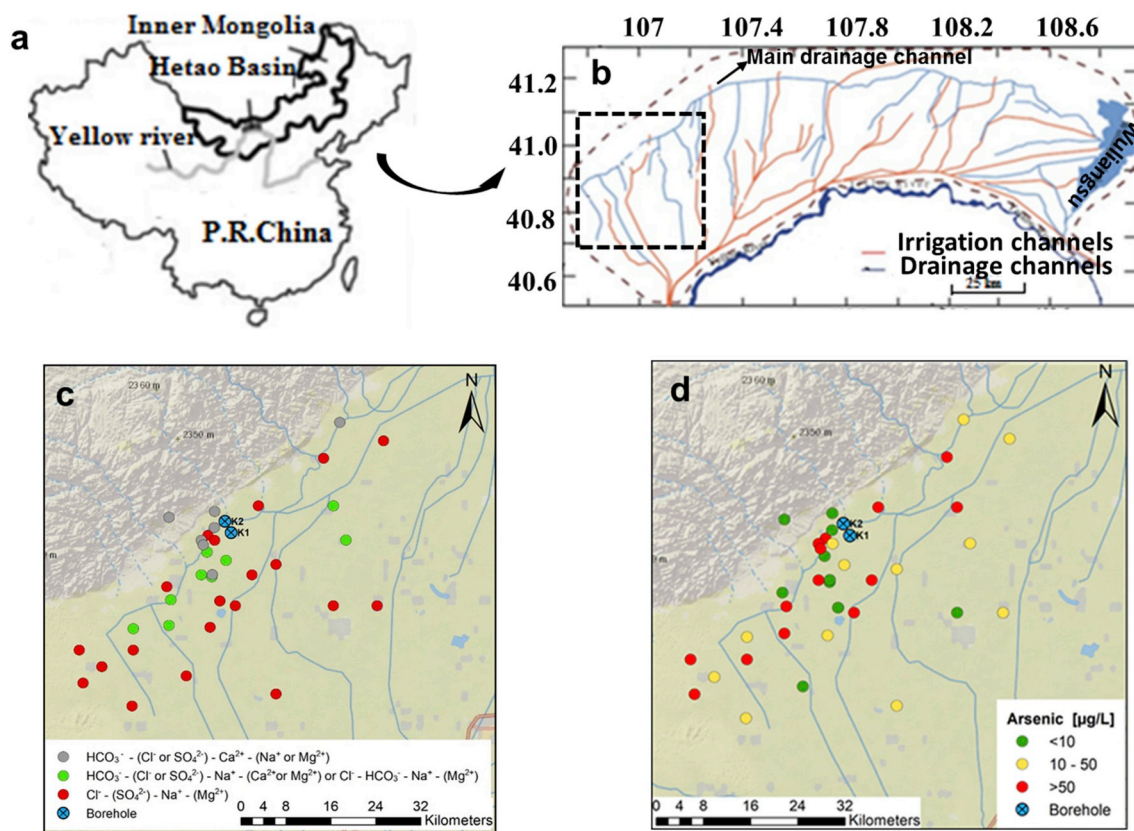 a
Inner Mongolia
Hetao Basin
Yellow river
P.R.China
107 107.4 107.8 108.2 108.6
b
Main drainage channel
41.2
41.0
40.8
40.6
Wuliangsu
Irrigation channels
Drainage channels
25 km
c
N
2360 m
2350 m
K2
K1
HCO₃⁻ - (Cl⁻ or SO₄²⁻) - Ca²⁺ - (Na⁺ or Mg²⁺)
HCO₃⁻ - (Cl⁻ or SO₄²⁻) - Na⁺ - (Ca²⁺or Mg²⁺) or Cl⁻ - HCO₃⁻ - Na⁺ - (Mg²⁺)
Cl⁻ - (SO₄²⁻) - Na⁺ - (Mg²⁺)
Borehole
0 4 8 16 24 32
Kilometers
d
N
2360 m
2350 m
K2
K1
Arsenic [µg/L]
<10
10 - 50
>50
Borehole
0 4 8 16 24 32
Kilometers